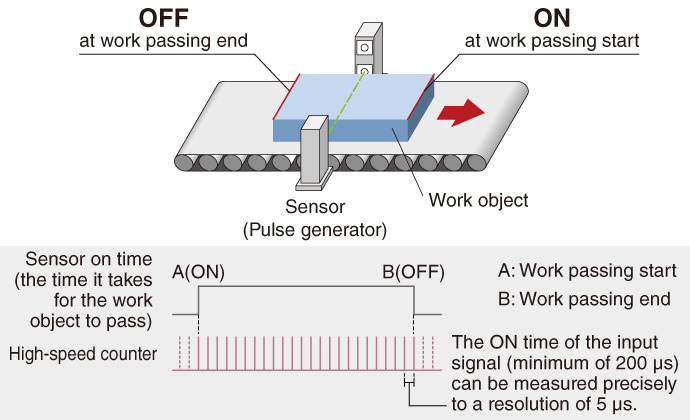 OFF
at work passing end
ON
at work passing start
Work object
Sensor
(Pulse generator)
Sensor on time
(the time it takes
for the work
object to pass)
A(ON)
B(OFF)
A: Work passing start
B: Work passing end
High-speed counter
The ON time of the input
signal (minimum of 200 µs)
can be measured precisely
to a resolution of 5 µs.